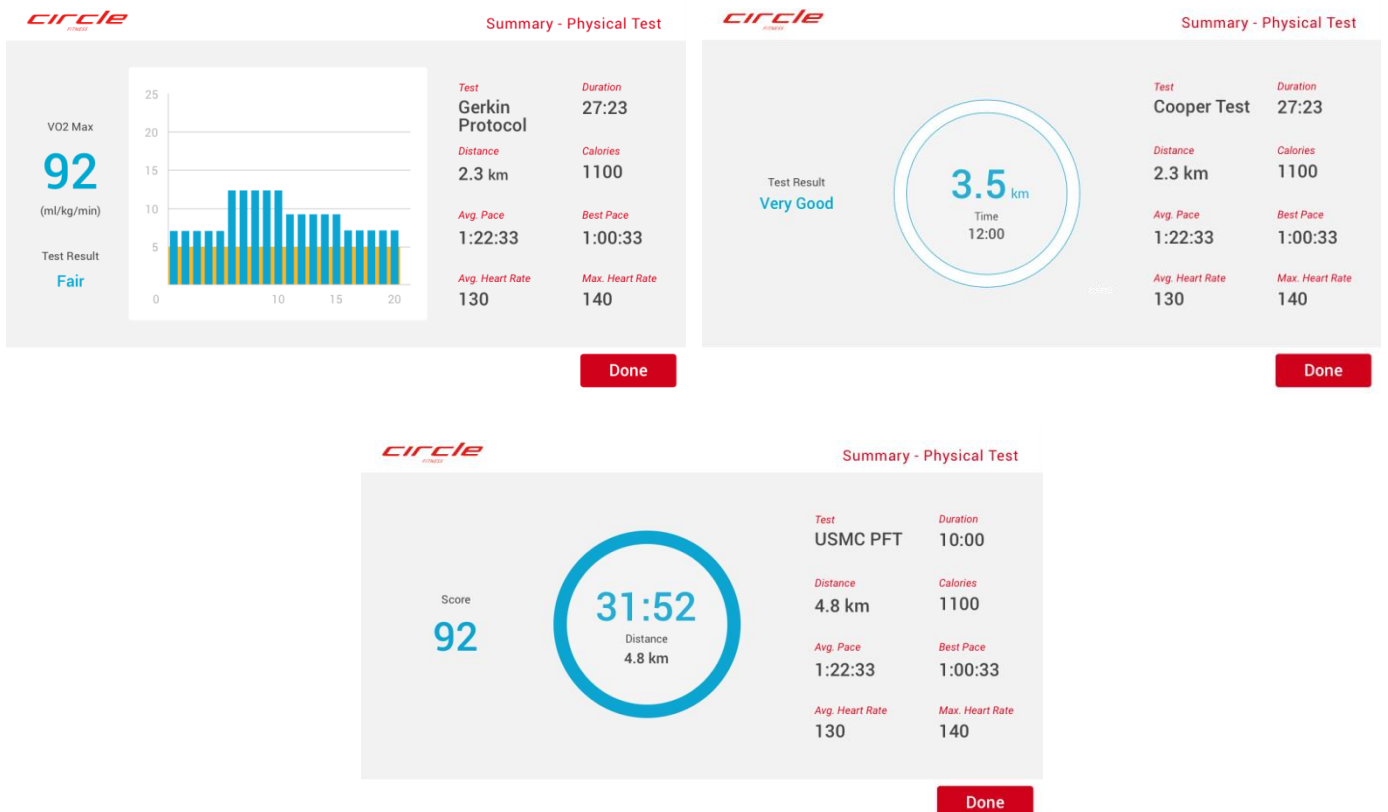 circle
FITNESS
Summary - Physical Test
VO2 Max
92
(ml/kg/min)
Test Result
Fair
25
20
15
10
5
0 10 15 20
Test Duration
Gerkin 27:23
Protocol
Distance Calories
2.3 km 1100
Avg. Pace Best Pace
1:22:33 1:00:33
Avg. Heart Rate Max. Heart Rate
130 140
Done
circle
FITNESS
Summary - Physical Test
Test Result
Very Good
3.5 km
Time
12:00
Test Duration
Cooper Test 27:23
Distance Calories
2.3 km 1100
Avg. Pace Best Pace
1:22:33 1:00:33
Avg. Heart Rate Max. Heart Rate
130 140
Done
circle
FITNESS
Summary - Physical Test
Score
92
31:52
Distance
4.8 km
Test Duration
USMC PFT 10:00
Distance Calories
4.8 km 1100
Avg. Pace Best Pace
1:22:33 1:00:33
Avg. Heart Rate Max. Heart Rate
130 140
Done